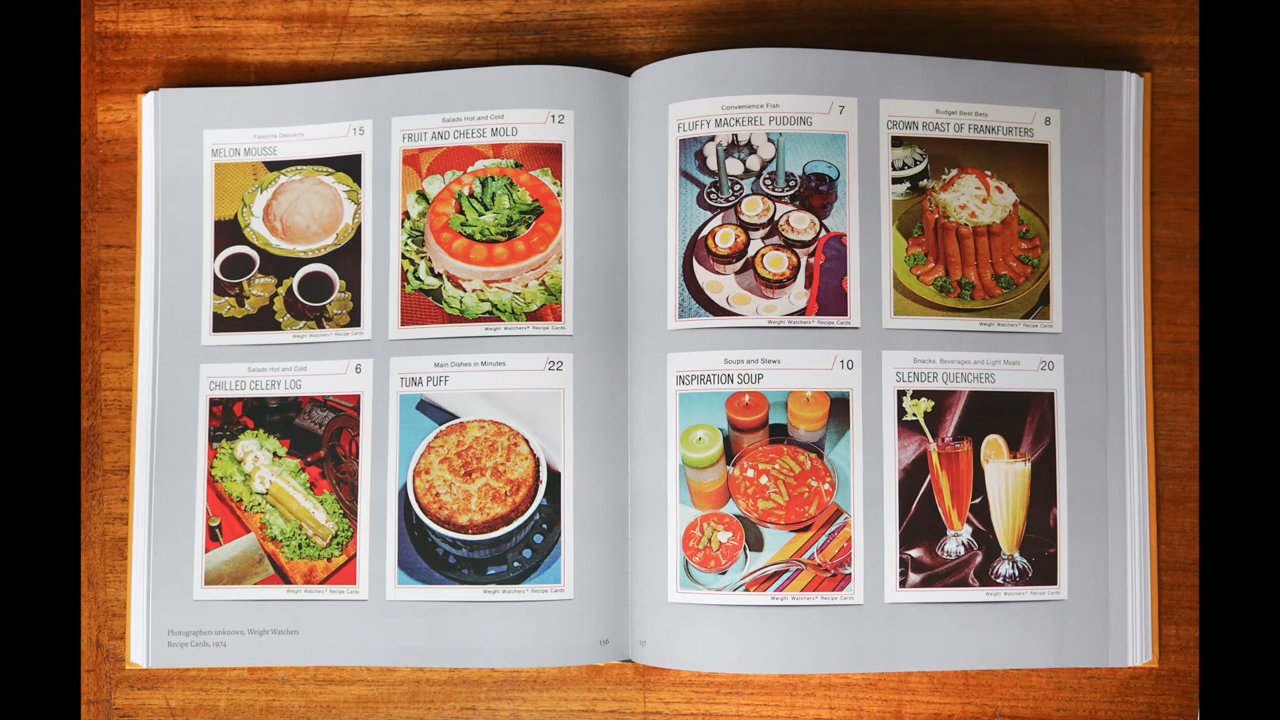 Favorite Desserts 15
MELON MOUSSE
Weight Watchers® Recipe Cards
Salads Hot and Cold 12
FRUIT AND CHEESE MOLD
Weight Watchers® Recipe Cards
Salads Hot and Cold 6
CHILLED CELERY LOG
Weight Watchers® Recipe Cards
Main Dishes in Minutes 22
TUNA PUFF
Weight Watchers® Recipe Cards
Photographers unknown, Weight Watchers
Recipe Cards, 1974
156
Convenience Fish 7
FLUFFY MACKEREL PUDDING
Weight Watchers® Recipe Cards
Budget Best Bets 8
CROWN ROAST OF FRANKFURTERS
Weight Watchers® Recipe Cards
Soups and Stews 10
INSPIRATION SOUP
Weight Watchers® Recipe Cards
Snacks, Beverages, and Light Meals 20
SLENDER QUENCHERS
Weight Watchers® Recipe Cards
157